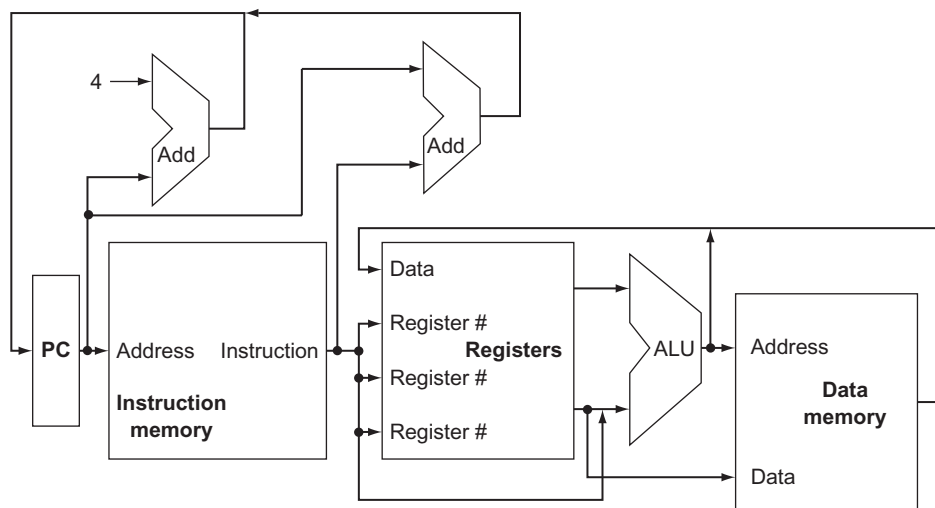 4
Add
Add
Data
Register #
PC
Address
Instruction
Registers
ALU
Address
Register #
Instruction
memory
Data
memory
Register #
Data